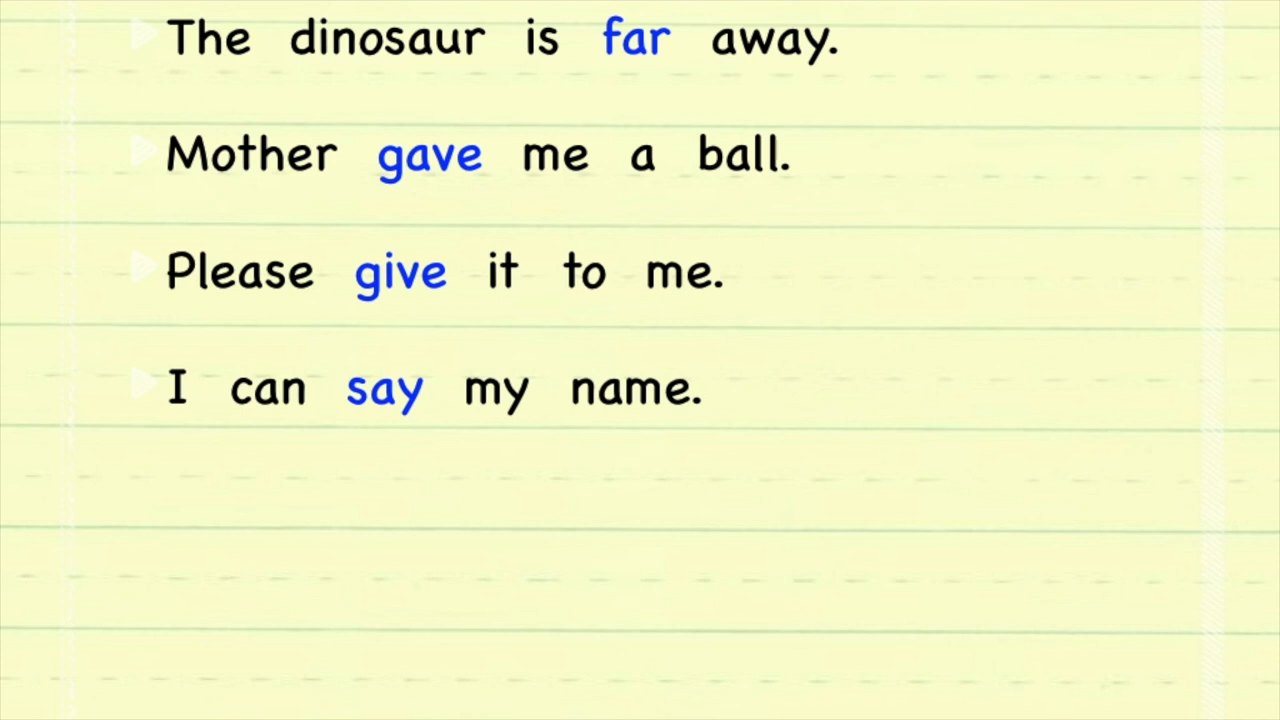 The dinosaur is far away.
Mother gave me a ball.
Please give it to me.
I can say my name.